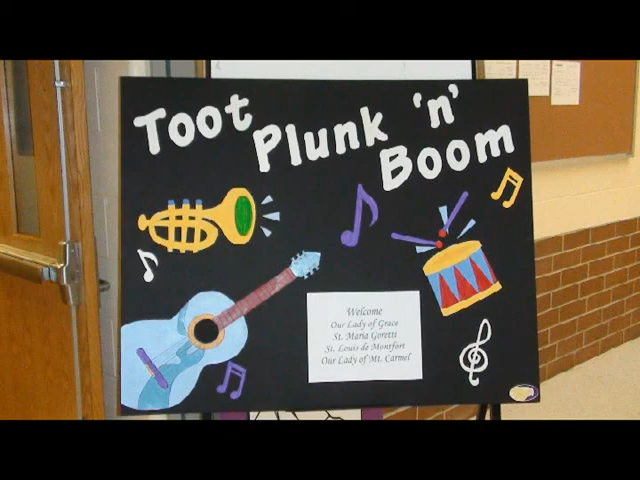 Toot
Plunk 'n'
Boom
Welcome
Our Lady of Grace
St. Maria Goretti
St. Louis de Montfort
Our Lady of Mt. Carmel